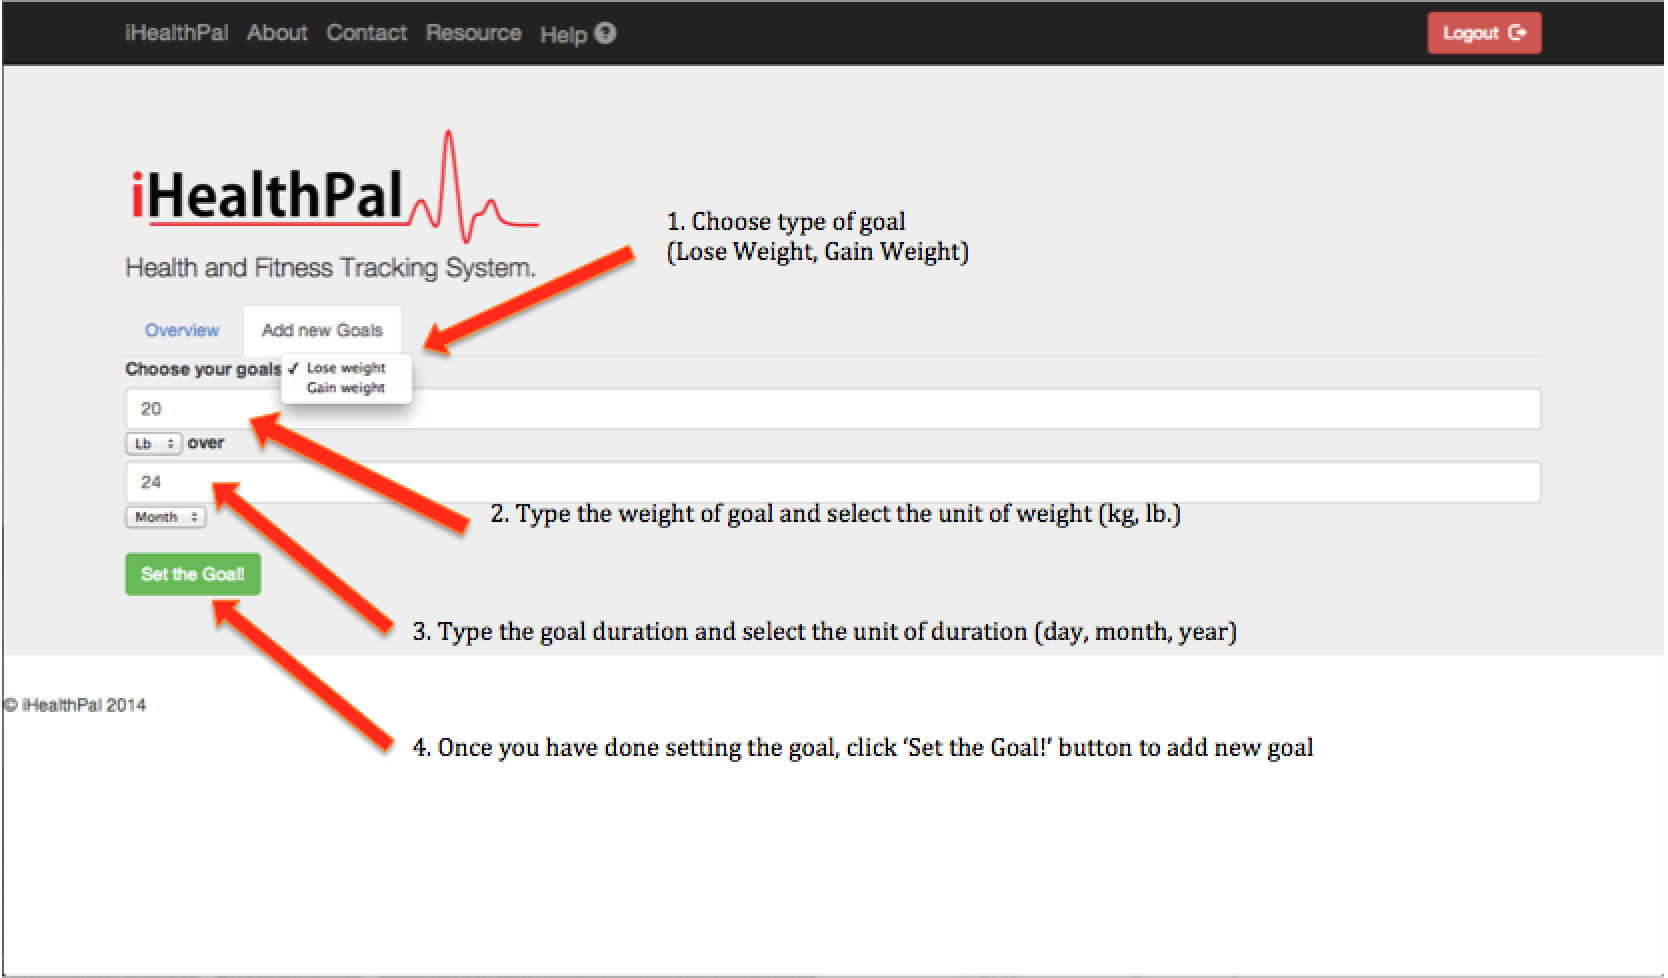 iHealthPal About Contact Resource Help ?
Logout
iHealthPal
Health and Fitness Tracking System.
1. Choose type of goal
(Lose Weight, Gain Weight)
Overview Add new Goals
Choose your goals ✓ Lose weight
Gain weight
20
Lb over
24
Month
2. Type the weight of goal and select the unit of weight (kg, lb.)
Set the Goal!
3. Type the goal duration and select the unit of duration (day, month, year)
© iHealthPal 2014
4. Once you have done setting the goal, click ‘Set the Goal!’ button to add new goal